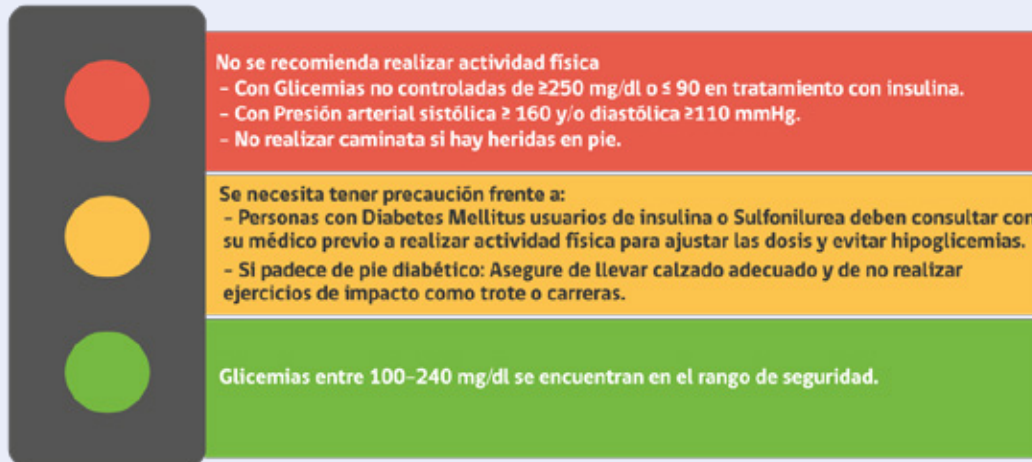 No se recomienda realizar actividad física
- Con Glicemias no controladas de ≥250 mg/dl o ≤ 90 en tratamiento con insulina.
- Con Presión arterial sistólica ≥ 160 y/o diastólica ≥110 mmHg.
- No realizar caminata si hay heridas en pie.
Se necesita tener precaución frente a:
- Personas con Diabetes Mellitus usuarios de insulina o Sulfonilurea deben consultar con
su médico previo a realizar actividad física para ajustar las dosis y evitar hipoglicemias.
- Si padece de pie diabético: Asegure de llevar calzado adecuado y de no realizar
ejercicios de impacto como trote o carreras.
Glicemias entre 100-240 mg/dl se encuentran en el rango de seguridad.